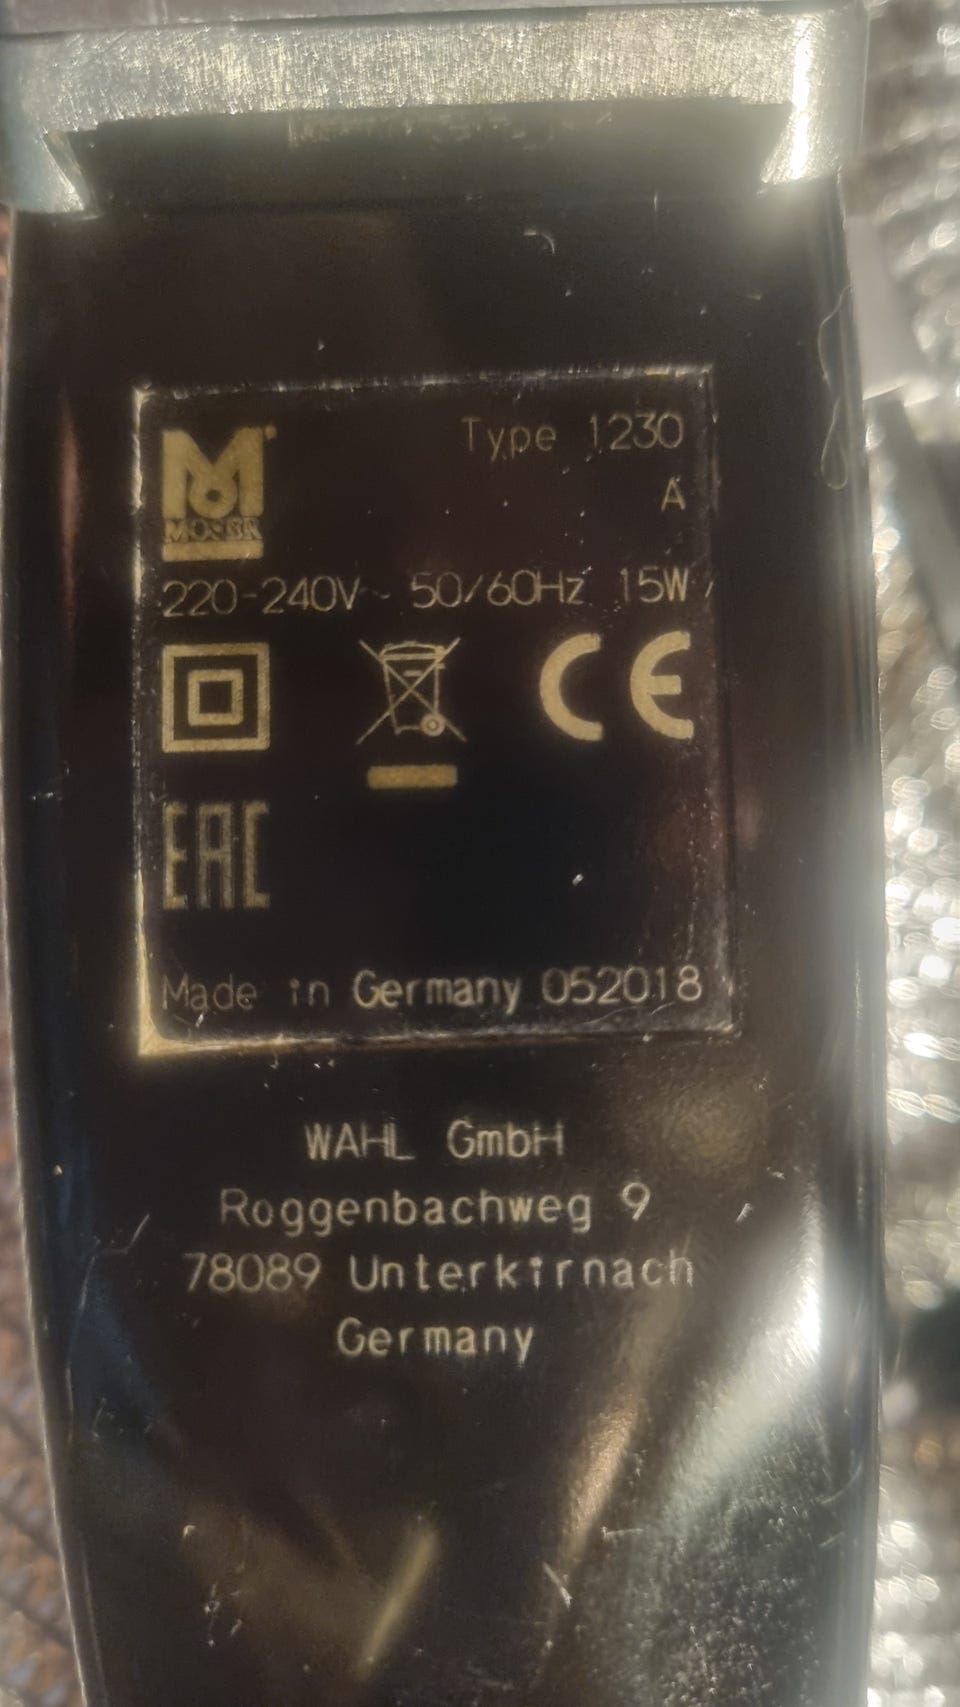 Type 1230
A
MOSER
220-240V~ 50/60Hz 15W
CE
EAC
Made in Germany 052018
WAHL GmbH
Roggenbachweg 9
78089 Unterkirnach
Germany